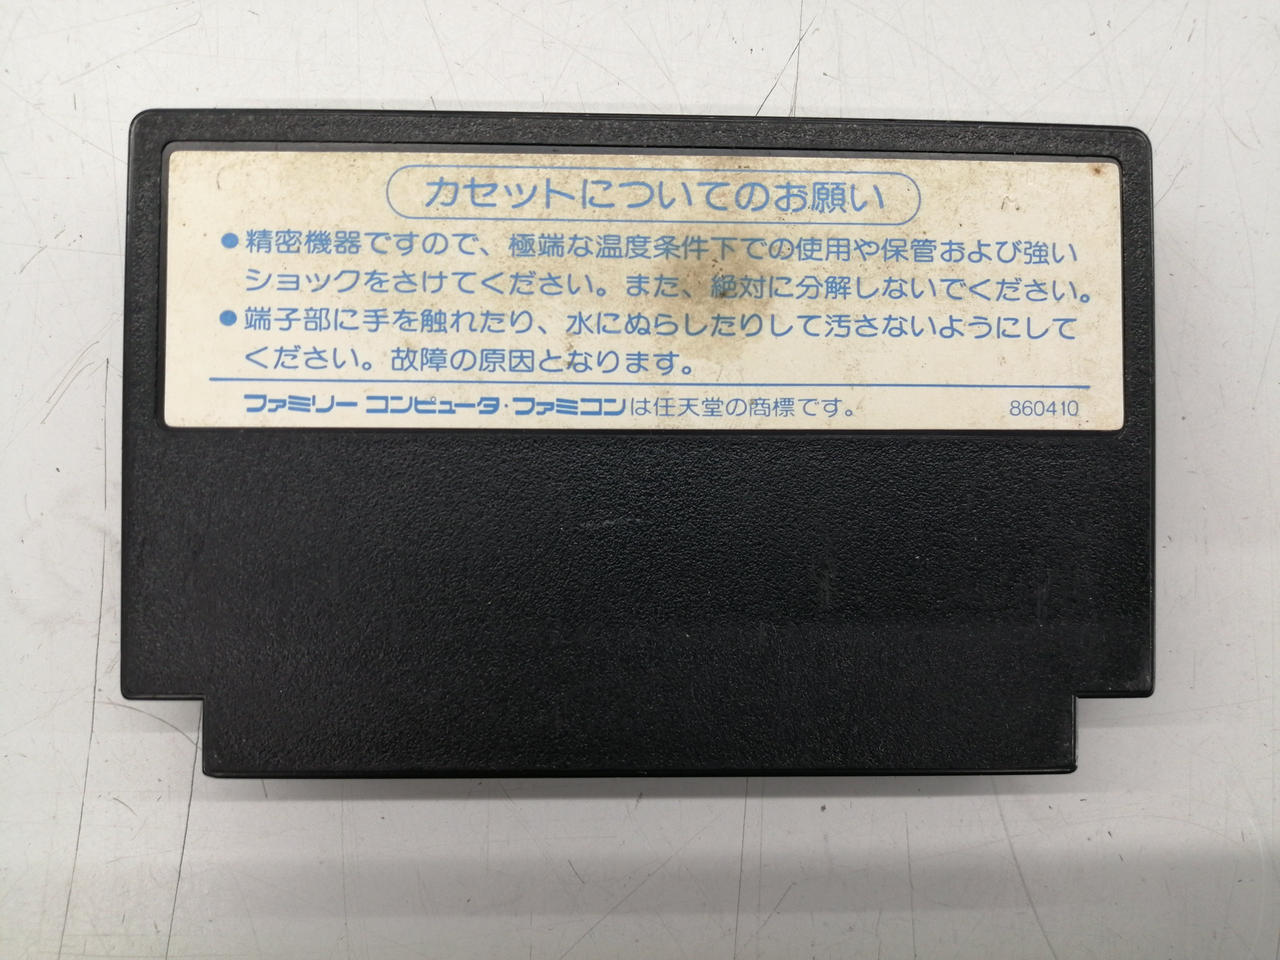 カセットについてのお願い
●精密機器ですので、極端な温度条件下での使用や保管および強い
ショックをさけてください。また、絶対に分解しないでください。
●端子部に手を触れたり、水にぬらしたりして汚さないようにして
ください。故障の原因となります。
ファミリーコンピュータ・ファミコンは任天堂の商標です。 860410